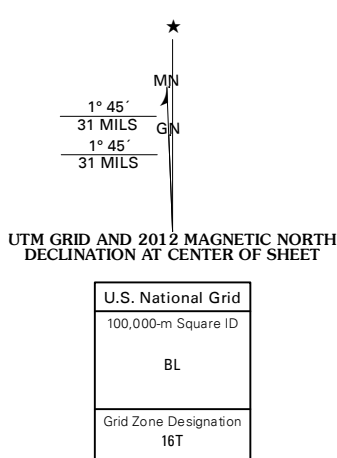 ★
MN
1° 45´
31 MILS
GN
1° 45´
31 MILS
UTM GRID AND 2012 MAGNETIC NORTH
DECLINATION AT CENTER OF SHEET
U.S. National Grid
100,000-m Square ID
BL
Grid Zone Designation
16T